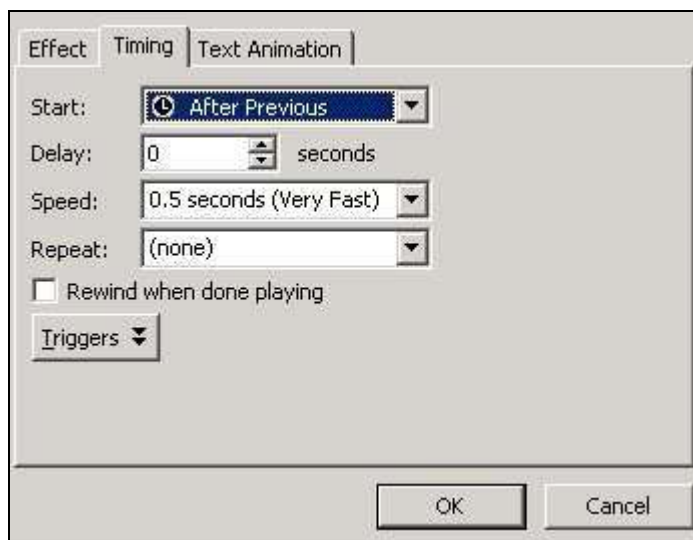 Effect Timing Text Animation
Start: After Previous
Delay: 0 seconds
Speed: 0.5 seconds (Very Fast)
Repeat: (none)
Rewind when done playing
Triggers
OK Cancel